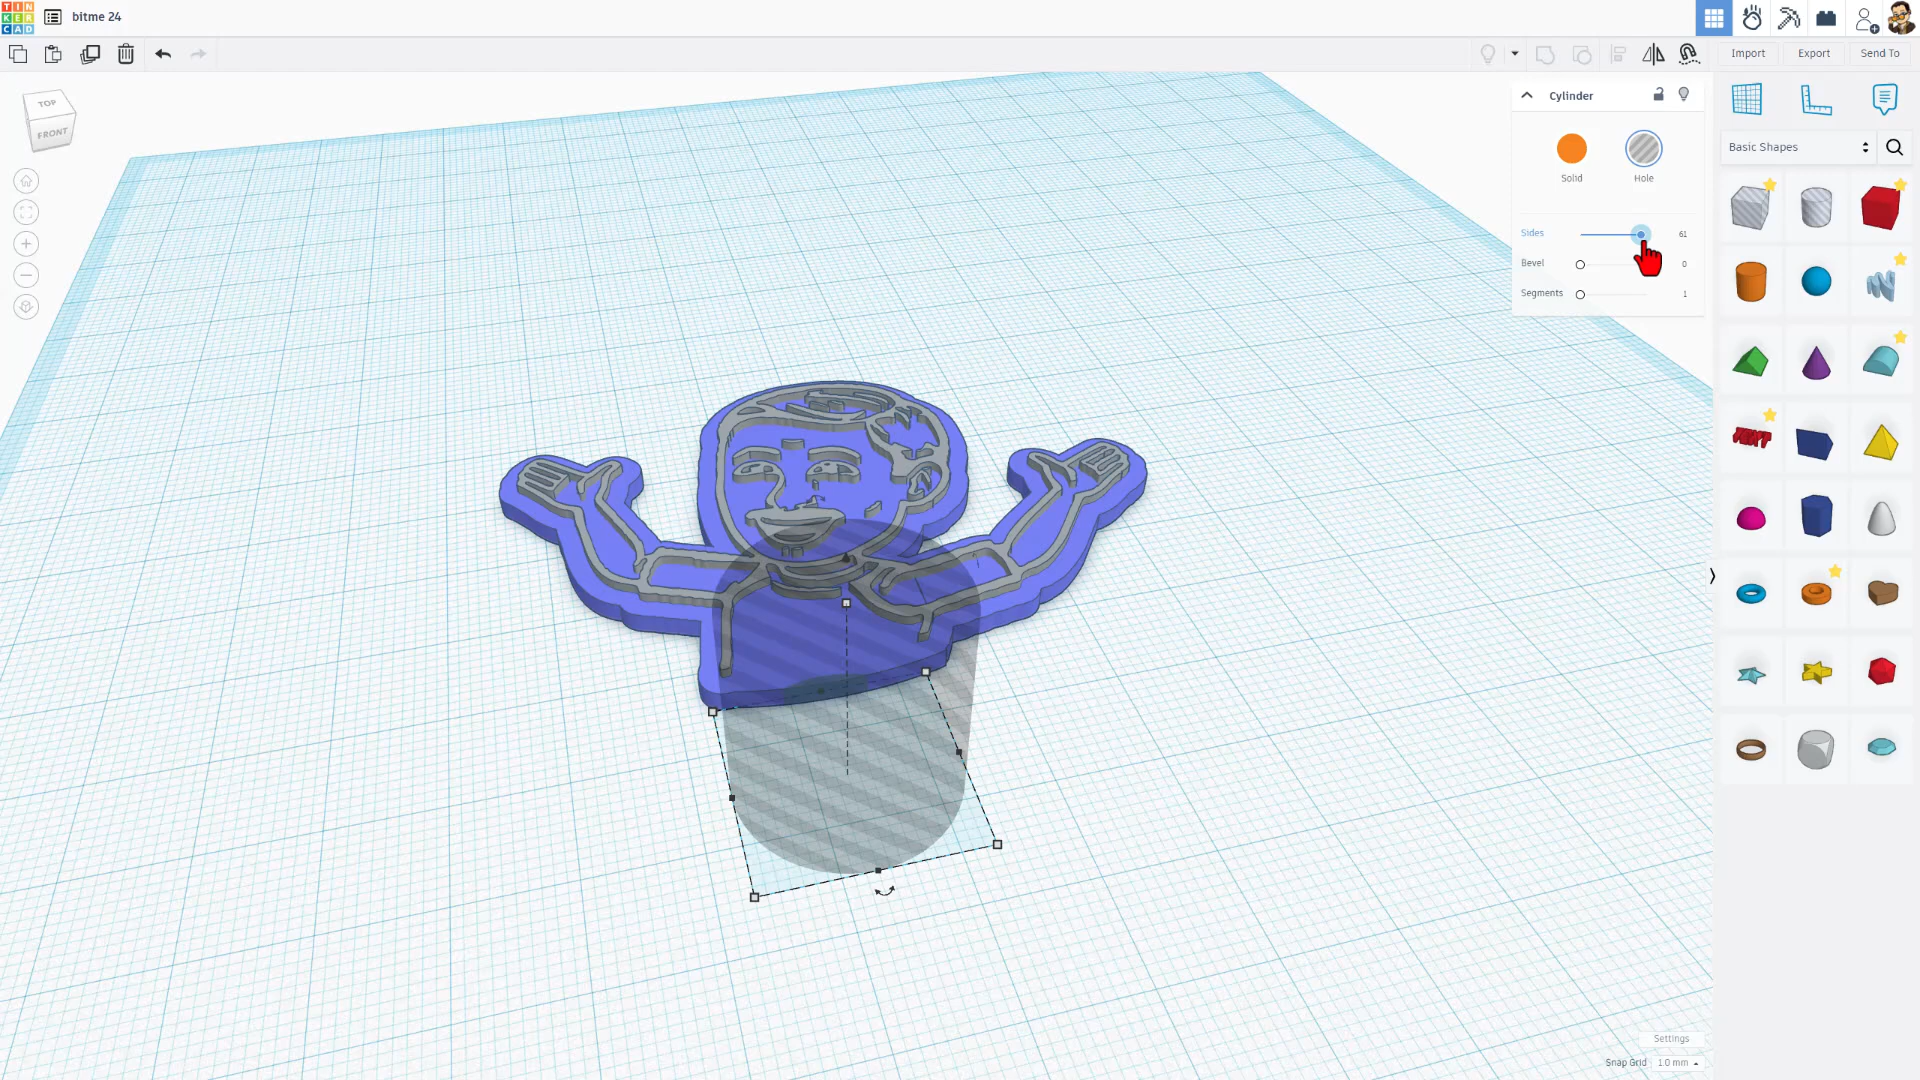 TIN
KER
CAD
bitme 24
Import
Export
Send To
TOP
FRONT
Cylinder
Solid
Hole
Sides
61
Bevel
0
Segments
1
Basic Shapes
TEXT
Settings
Snap Grid
1.0 mm